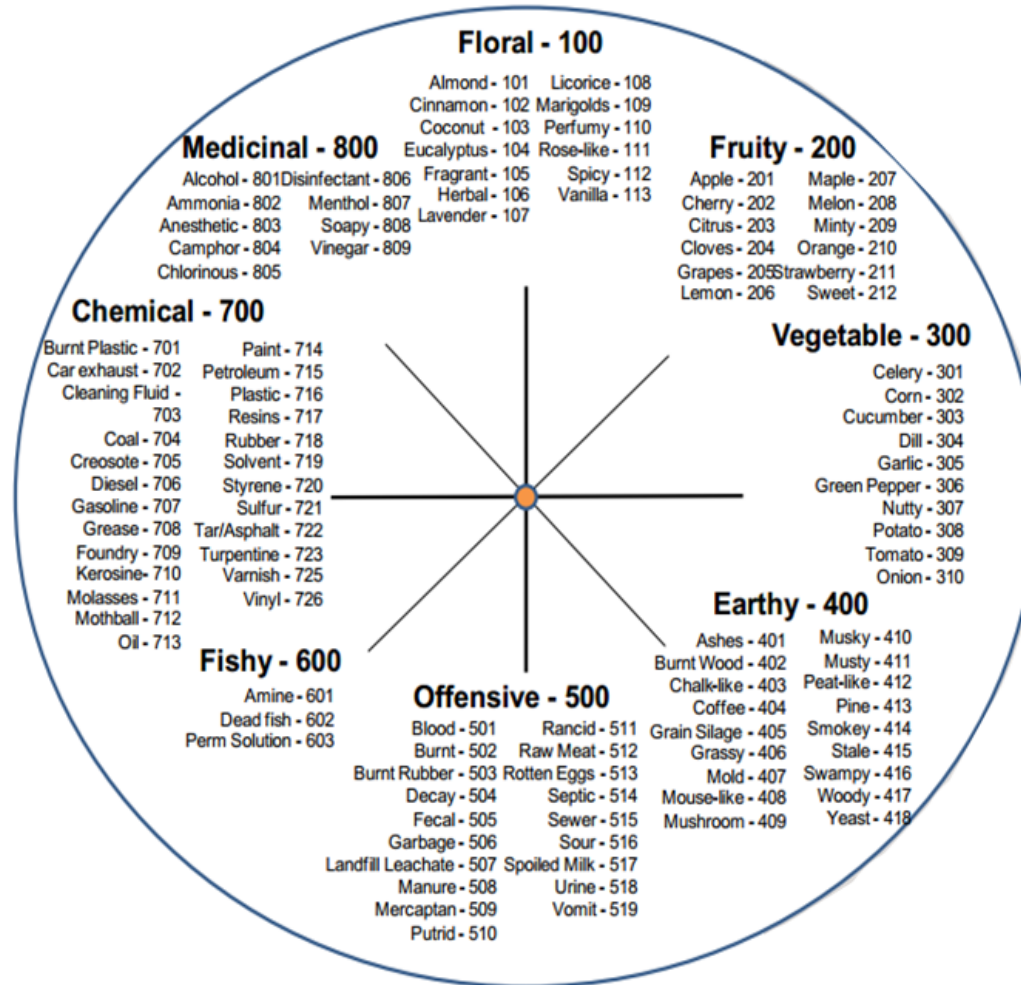 Floral - 100
Almond - 101
Cinnamon - 102
Coconut - 103
Eucalyptus - 104
Fragrant - 105
Herbal - 106
Lavender - 107
Licorice - 108
Marigolds - 109
Perfumy - 110
Rose-like - 111
Spicy - 112
Vanilla - 113
Fruity - 200
Apple - 201
Cherry - 202
Citrus - 203
Cloves - 204
Grapes - 205
Lemon - 206
Maple - 207
Melon - 208
Minty - 209
Orange - 210
Strawberry - 211
Sweet - 212
Vegetable - 300
Celery - 301
Corn - 302
Cucumber - 303
Dill - 304
Garlic - 305
Green Pepper - 306
Nutty - 307
Potato - 308
Tomato - 309
Onion - 310
Earthy - 400
Ashes - 401
Burnt Wood - 402
Chalk-like - 403
Coffee - 404
Grain Silage - 405
Grassy - 406
Mold - 407
Mouse-like - 408
Mushroom - 409
Musky - 410
Musty - 411
Peat-like - 412
Pine - 413
Smokey - 414
Stale - 415
Swampy - 416
Woody - 417
Yeast - 418
Offensive - 500
Blood - 501
Burnt - 502
Burnt Rubber - 503
Decay - 504
Fecal - 505
Garbage - 506
Landfill Leachate - 507
Manure - 508
Mercaptan - 509
Putrid - 510
Rancid - 511
Raw Meat - 512
Rotten Eggs - 513
Septic - 514
Sewer - 515
Sour - 516
Spoiled Milk - 517
Urine - 518
Vomit - 519
Fishy - 600
Amine - 601
Dead fish - 602
Perm Solution - 603
Chemical - 700
Burnt Plastic - 701
Car exhaust - 702
Cleaning Fluid -
703
Coal - 704
Creosote - 705
Diesel - 706
Gasoline - 707
Grease - 708
Foundry - 709
Kerosine- 710
Molasses - 711
Mothball - 712
Oil - 713
Paint - 714
Petroleum - 715
Plastic - 716
Resins - 717
Rubber - 718
Solvent - 719
Styrene - 720
Sulfur - 721
Tar/Asphalt - 722
Turpentine - 723
Varnish - 725
Vinyl - 726
Medicinal - 800
Alcohol - 801
Ammonia - 802
Anesthetic - 803
Camphor - 804
Chlorinous - 805
Disinfectant - 806
Menthol - 807
Soapy - 808
Vinegar - 809